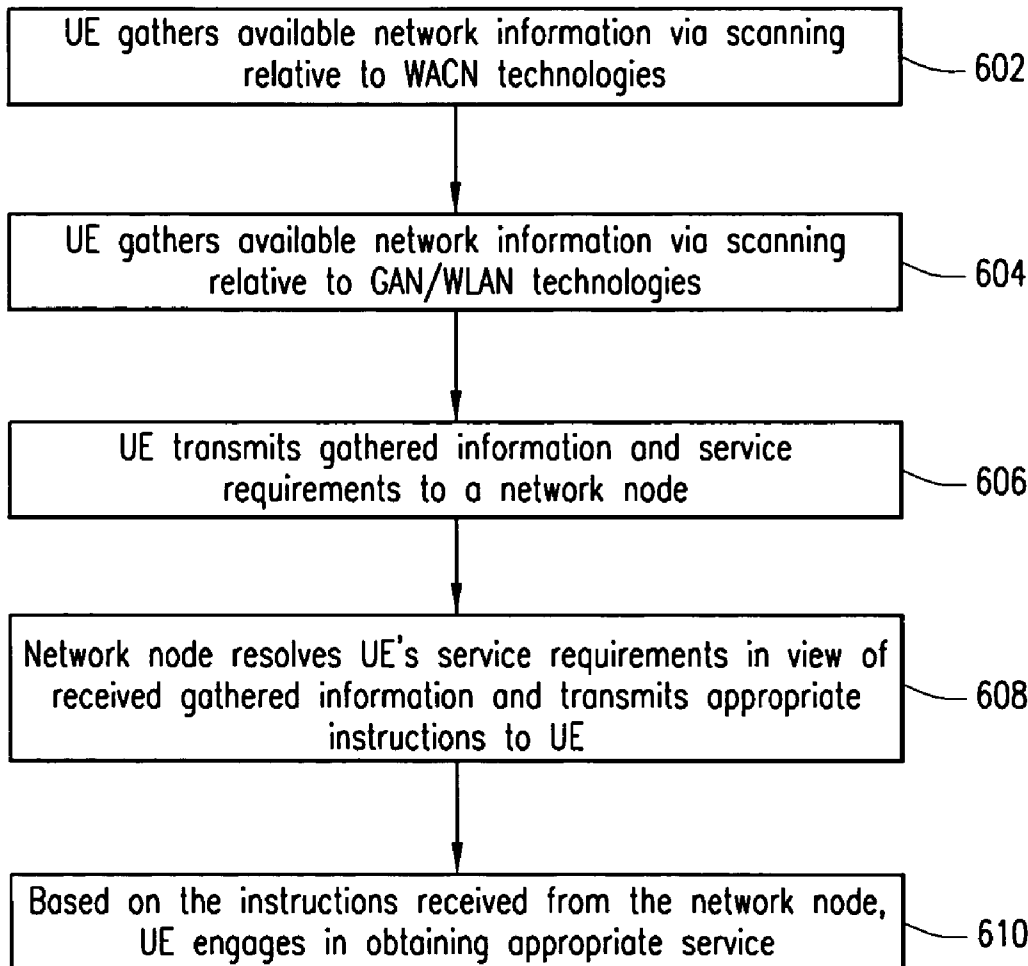 UE gathers available network information via scanning
relative to WACN technologies
602
UE gathers available network information via scanning
relative to GAN/WLAN technologies
604
UE transmits gathered information and service
requirements to a network node
606
Network node resolves UE's service requirements in view of
received gathered information and transmits appropriate
instructions to UE
608
Based on the instructions received from the network node,
UE engages in obtaining appropriate service
610